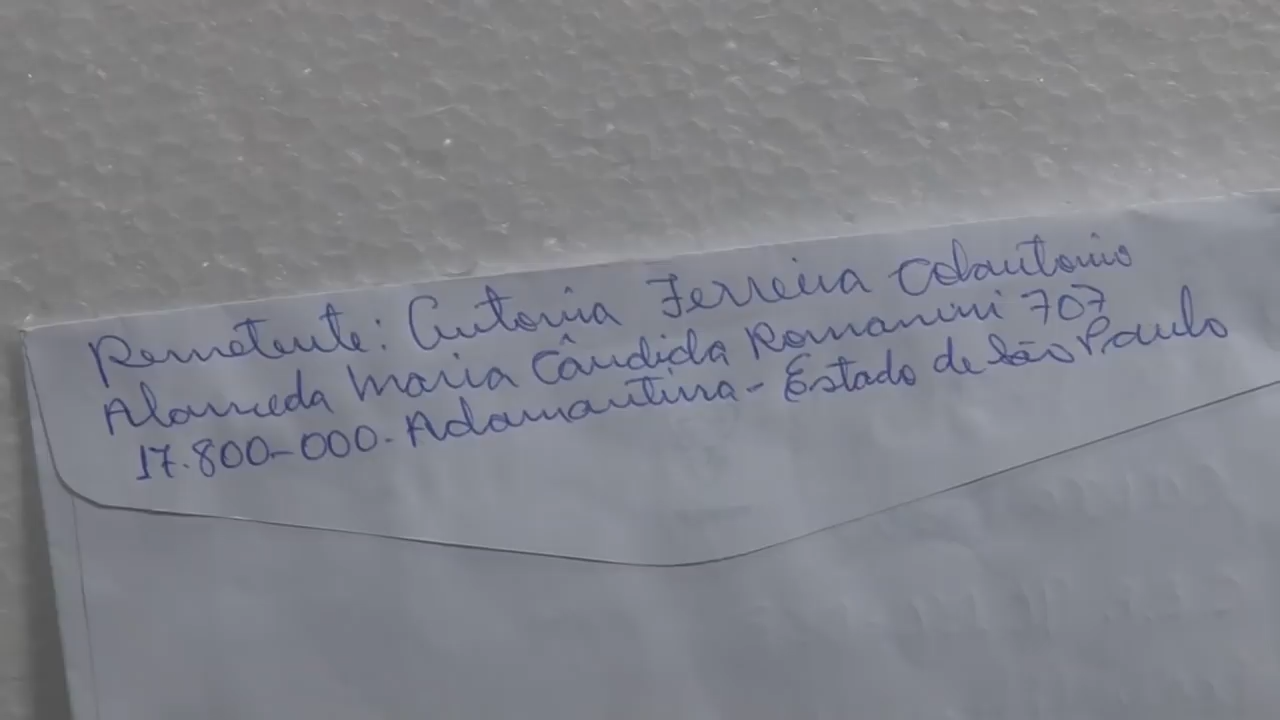 Remetente: Antonia Ferreira Colantonio
Alameda Maria Cândida Romanini 707
17.800-000. Adamantina - Estado de São Paulo